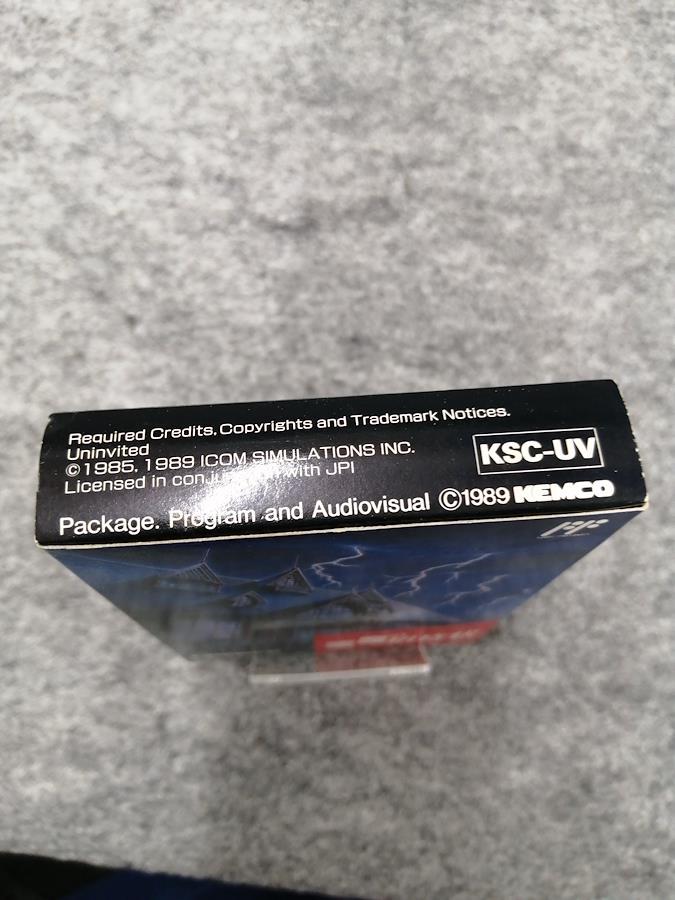 Required Credits, Copyrights and Trademark Notices.
Uninvited
©1985, 1989 ICOM SIMULATIONS INC.
Licensed in conjunction with JPI
KSC-UV
Package. Program and Audiovisual ©1989 KEMCO